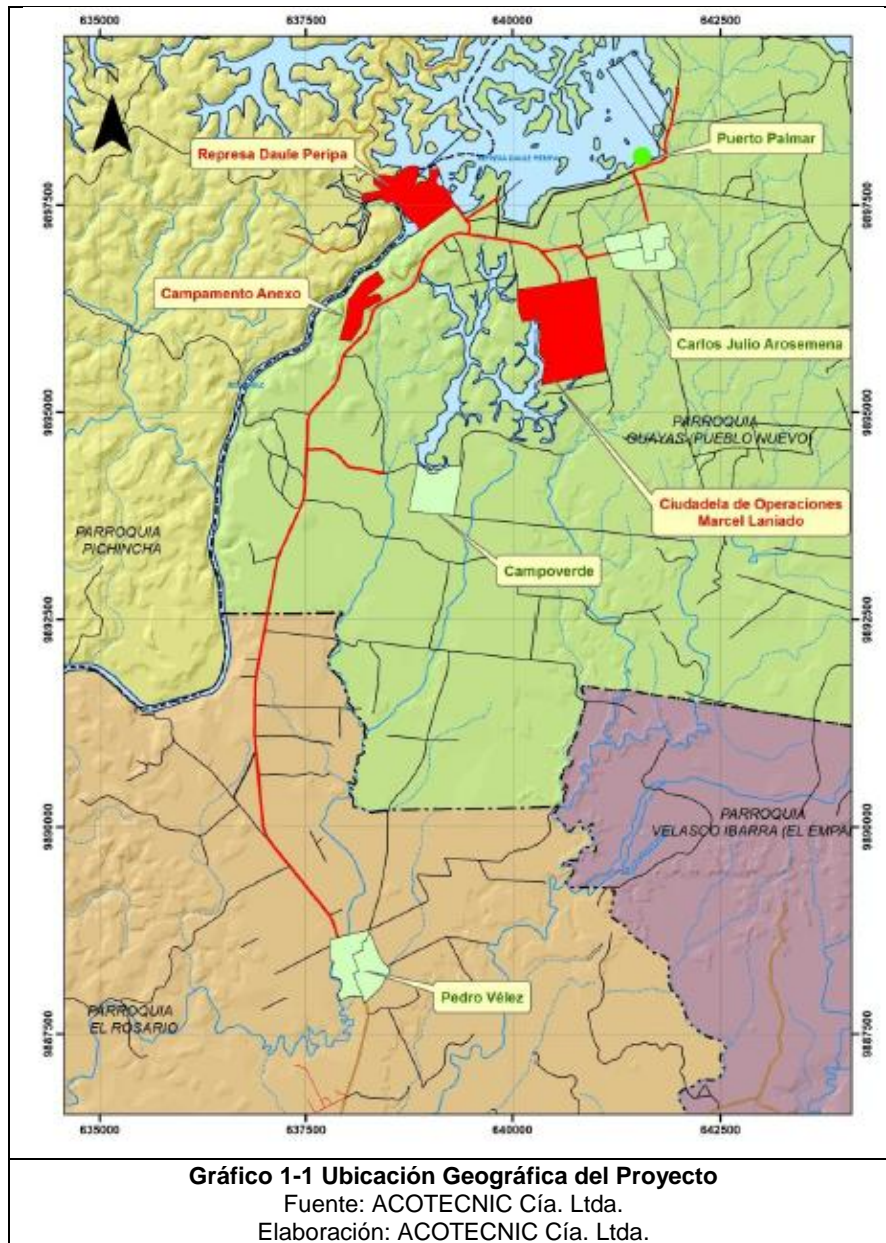 635000
637500
640000
642500
N
Puerto Palmar
Represa Daule Peripa
REPRESA DAULE PERIPA
9897500
9897500
Campamento Anexo
Carlos Julio Arosemena
9895000
9895000
PARROQUIA
GUAYAS (PUEBLO NUEVO)
Ciudadela de Operaciones
Marcel Laniado
PARROQUIA
PICHINCHA
Campoverde
9892500
9892500
PARROQUIA
VELASCO IBARRA (EL EMPA
9890000
9890000
Pedro Vélez
PARROQUIA
EL ROSARIO
9887500
9887500
635000
637500
640000
642500
Gráfico 1-1 Ubicación Geográfica del Proyecto
Fuente: ACOTECNIC Cía. Ltda.
Elaboración: ACOTECNIC Cía. Ltda.